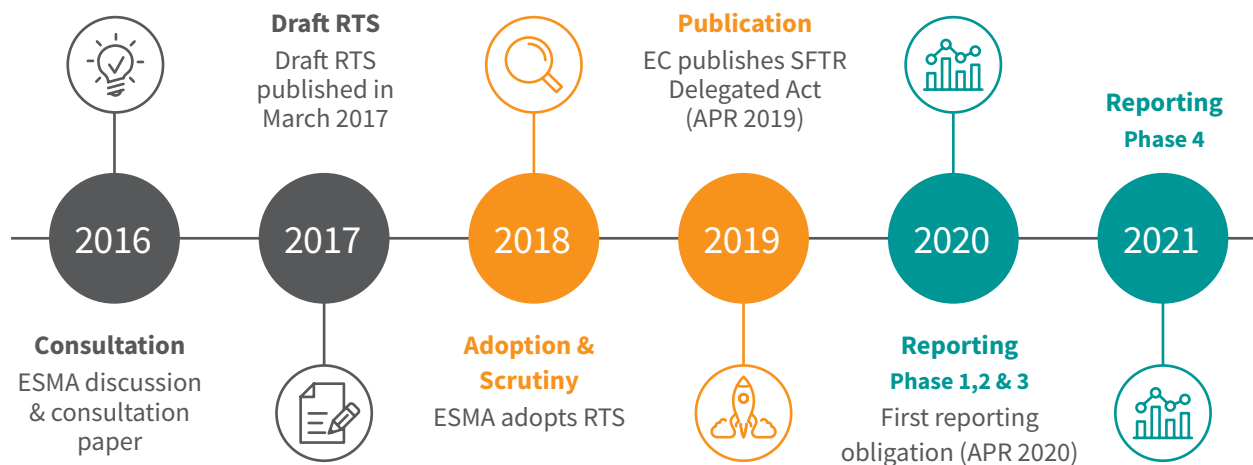 2016
Consultation
ESMA discussion
& consultation
paper
Draft RTS
Draft RTS
published in
March 2017
2017
2018
Adoption &
Scrutiny
ESMA adopts RTS
Publication
EC publishes SFTR
Delegated Act
(APR 2019)
2019
2020
Reporting
Phase 1,2 & 3
First reporting
obligation (APR 2020)
Reporting
Phase 4
2021